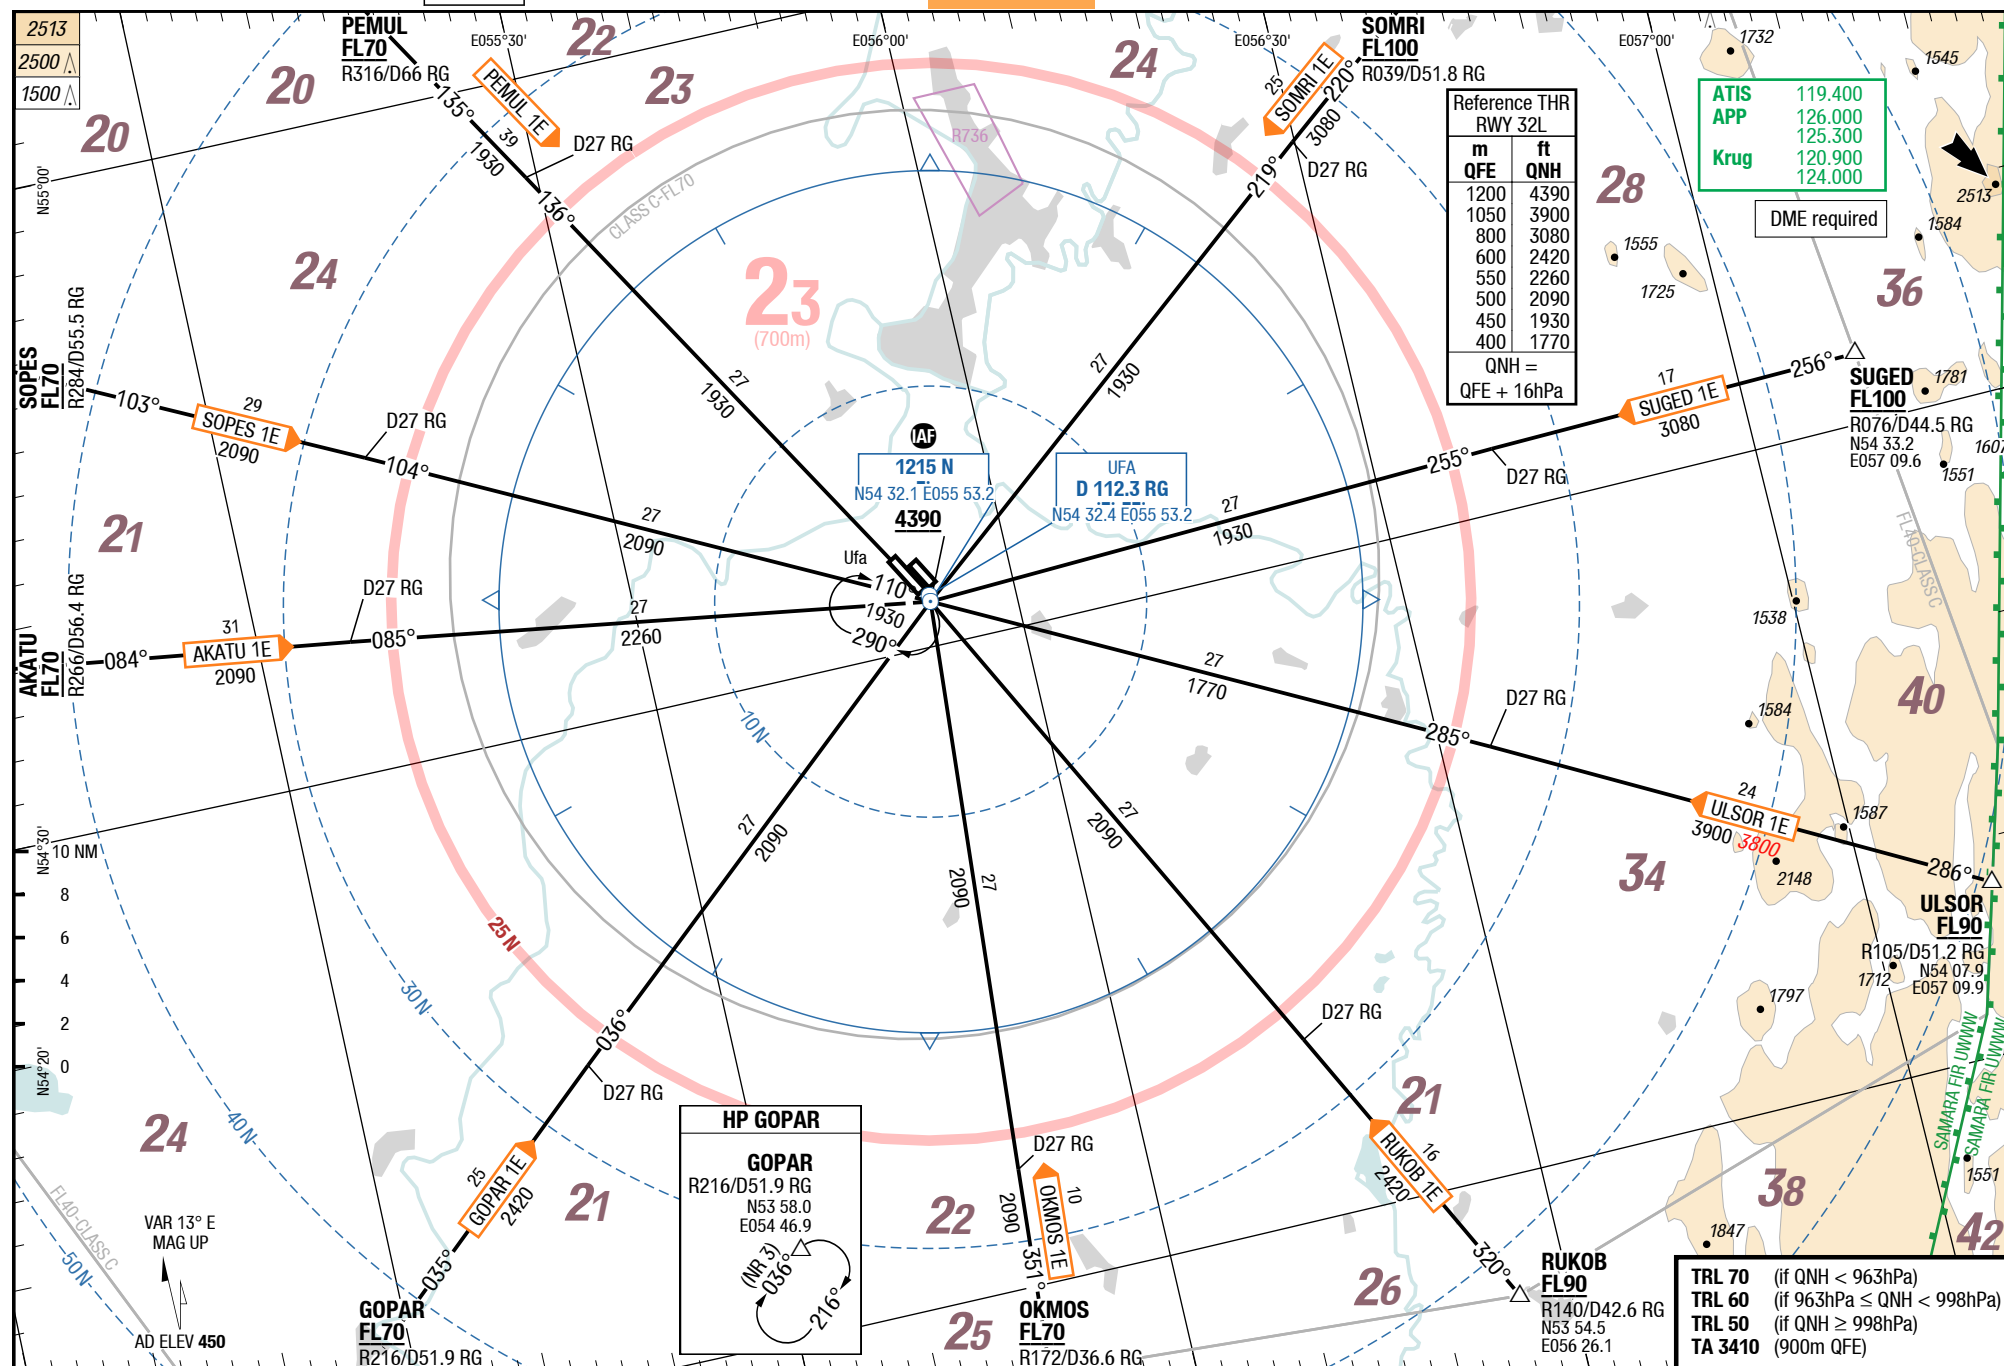 2513
2500
1500
PEMUL
FL70
R316/D66 RG
E055°30'
E056°00'
E056°30'
E057°00'
SOMRI
FL100
R039/D51.8 RG
20
22
23
24
20
24
21
24
21
22
25
26
21
38
42
34
40
36
28
23
(700m)
PEMUL 1E
135°
39
1930
D27 RG
136°
27
1930
SOMRI 1E
25
220°
3080
219°
D27 RG
27
1930
R736
CLASS C-FL70
Reference THR
RWY 32L
m ft
QFE QNH
1200 4390
1050 3900
800 3080
600 2420
550 2260
500 2090
450 1930
400 1770
QNH =
QFE + 16hPa
ATIS 119.400
APP 126.000
125.300
Krug 120.900
124.000
DME required
1732
1545
2513
1584
1555
1725
1781
1551
1607
1538
1584
1587
2148
1712
1797
1847
1551
N55°00'
N54°30'
N54°20'
SOPES
FL70
R284/D55.5 RG
103°
29
SOPES 1E
2090
D27 RG
104°
27
2090
AKATU
FL70
R266/D56.4 RG
084°
31
AKATU 1E
2090
D27 RG
085°
27
2260
IAF
1215 N
N54 32.1 E055 53.2
4390
UFA
D 112.3 RG
N54 32.4 E055 53.2
Ufa
110°
1930
290°
SUGED
FL100
R076/D44.5 RG
N54 33.2
E057 09.6
256°
17
SUGED 1E
3080
255°
D27 RG
27
1930
FL40-CLASS C
27
1770
285°
D27 RG
24
ULSOR 1E
3900 3800
286°
ULSOR
FL90
R105/D51.2 RG
N54 07.9
E057 09.9
SAMARA FIR UWWW
SAMARA FIR UWWW
10 NM
8
6
4
2
0
10 N
25 N
30 N
40 N
50 N
27
2090
036°
D27 RG
25
GOPAR 1E
2420
035°
GOPAR
FL70
R216/D51.9 RG
HP GOPAR
GOPAR
R216/D51.9 RG
N53 58.0
E054 46.9
(NR 3)
036°
216°
27
2090
D27 RG
10
OKMOS 1E
2090
351°
OKMOS
FL70
R172/D36.6 RG
27
2090
D27 RG
16
RUKOB 1E
2420
320°
RUKOB
FL90
R140/D42.6 RG
N53 54.5
E056 26.1
FL40-CLASS C
VAR 13° E
MAG UP
AD ELEV 450
TRL 70 (if QNH < 963hPa)
TRL 60 (if 963hPa ≤ QNH < 998hPa)
TRL 50 (if QNH ≥ 998hPa)
TA 3410 (900m QFE)